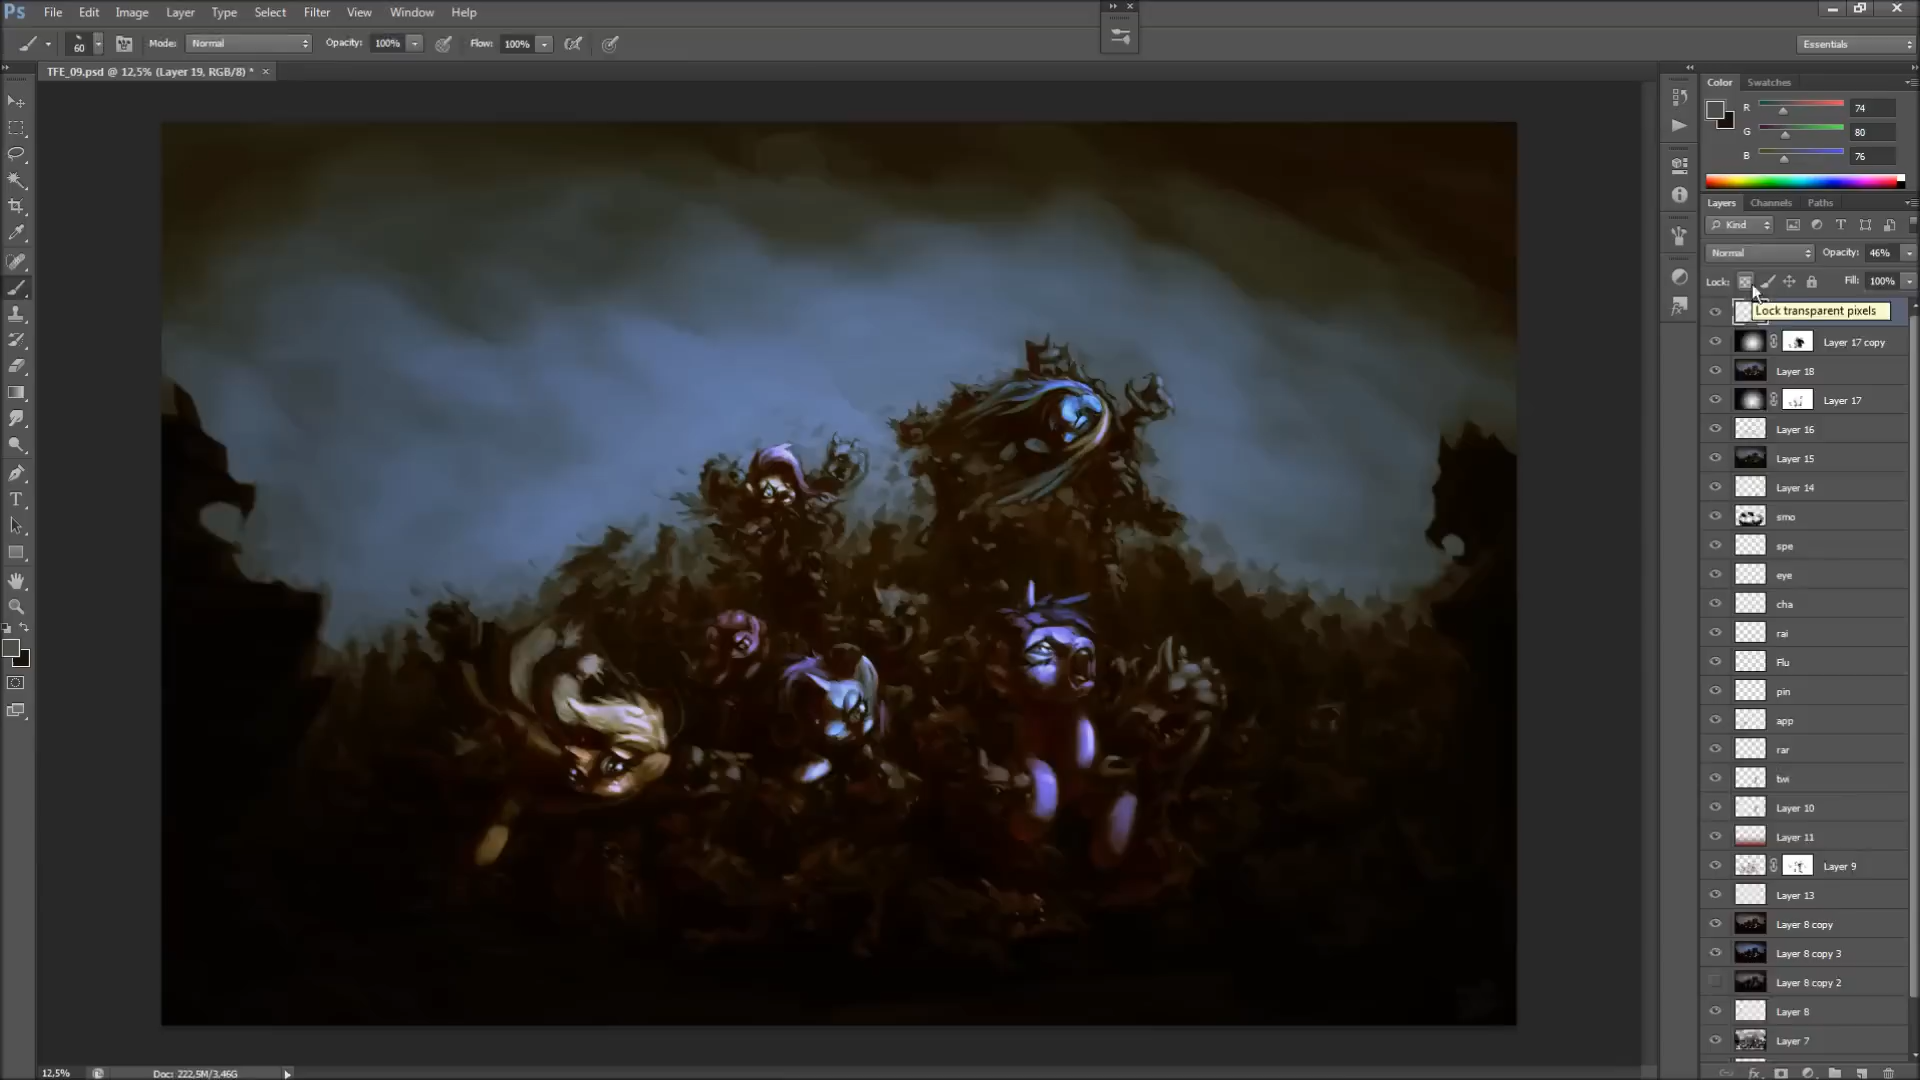 Ps File Edit Image Layer Type Select Filter View Window Help
60 Mode: Normal Opacity: 100% Flow: 100% Essentials
TFE_09.psd @ 12,5% (Layer 19, RGB/8) *
Color Swatches
R 74
G 80
B 76
Layers Channels Paths
Kind
Normal Opacity: 46%
Lock: Fill: 100%
Lock transparent pixels
Layer 17 copy
Layer 18
Layer 17
Layer 16
Layer 15
Layer 14
smo
spe
eye
cha
rai
Flu
pin
app
rar
twi
Layer 10
Layer 11
Layer 9
Layer 13
Layer 8 copy
Layer 8 copy 3
Layer 8 copy 2
Layer 8
Layer 7
12,5% Doc: 222,5M/3,46G